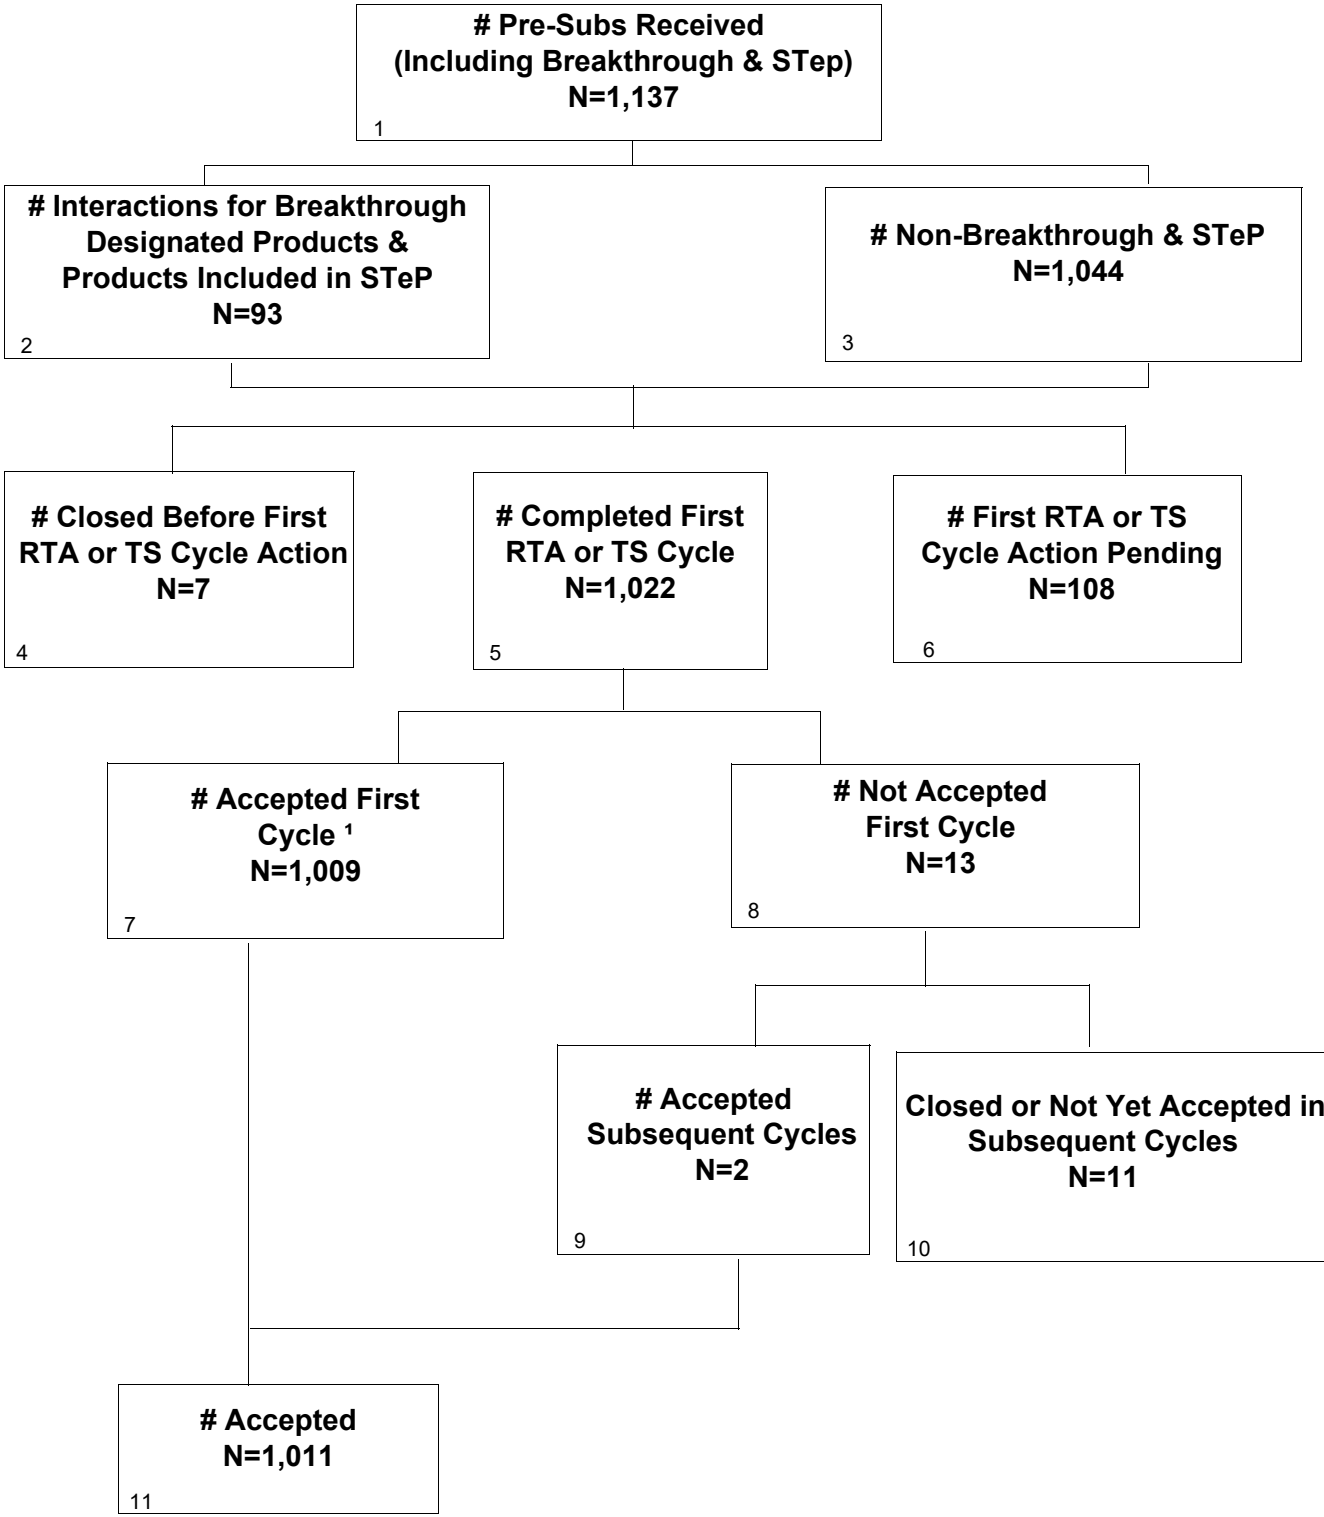 # Pre-Subs Received
(Including Breakthrough & STep)
N=1,137
1
# Interactions for Breakthrough
Designated Products &
Products Included in STeP
N=93
2
# Non-Breakthrough & STeP
N=1,044
3
# Closed Before First
RTA or TS Cycle Action
N=7
4
# Completed First
RTA or TS Cycle
N=1,022
5
# First RTA or TS
Cycle Action Pending
N=108
6
# Accepted First
Cycle ¹
N=1,009
7
# Not Accepted
First Cycle
N=13
8
# Accepted
Subsequent Cycles
N=2
9
Closed or Not Yet Accepted in
Subsequent Cycles
N=11
10
# Accepted
N=1,011
11